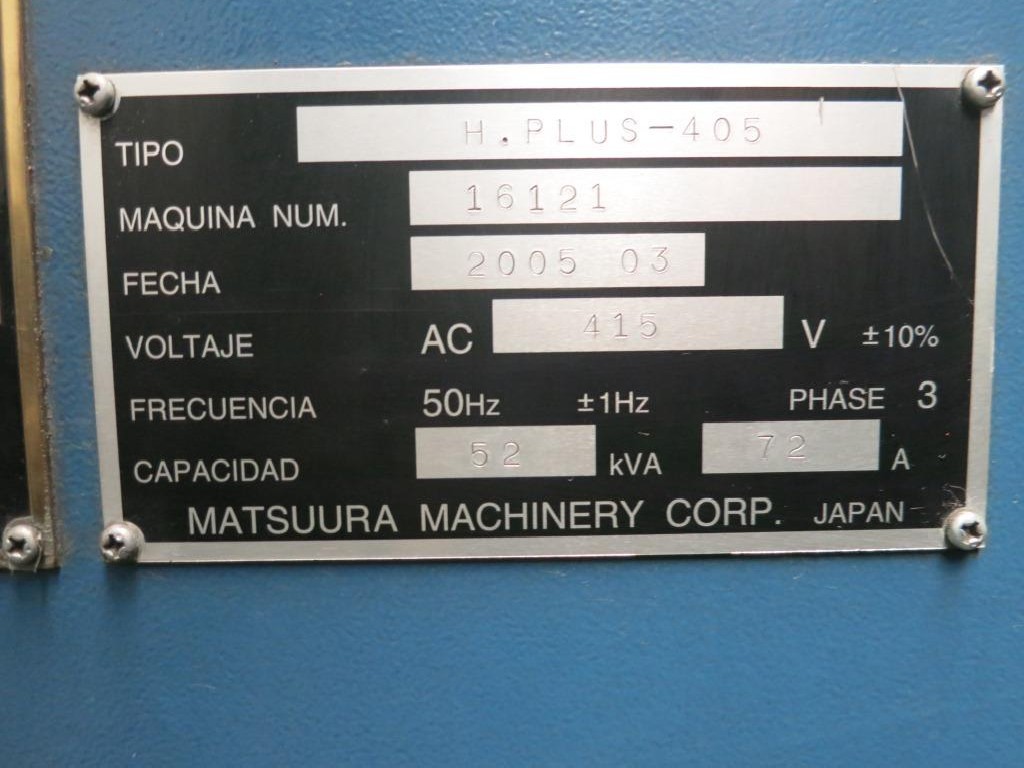 TIPO H.PLUS-405
MAQUINA NUM. 16121
FECHA 2005 03
VOLTAJE AC 415 V ±10%
FRECUENCIA 50Hz ±1Hz PHASE 3
CAPACIDAD 52 kVA 72 A
MATSUURA MACHINERY CORP. JAPAN